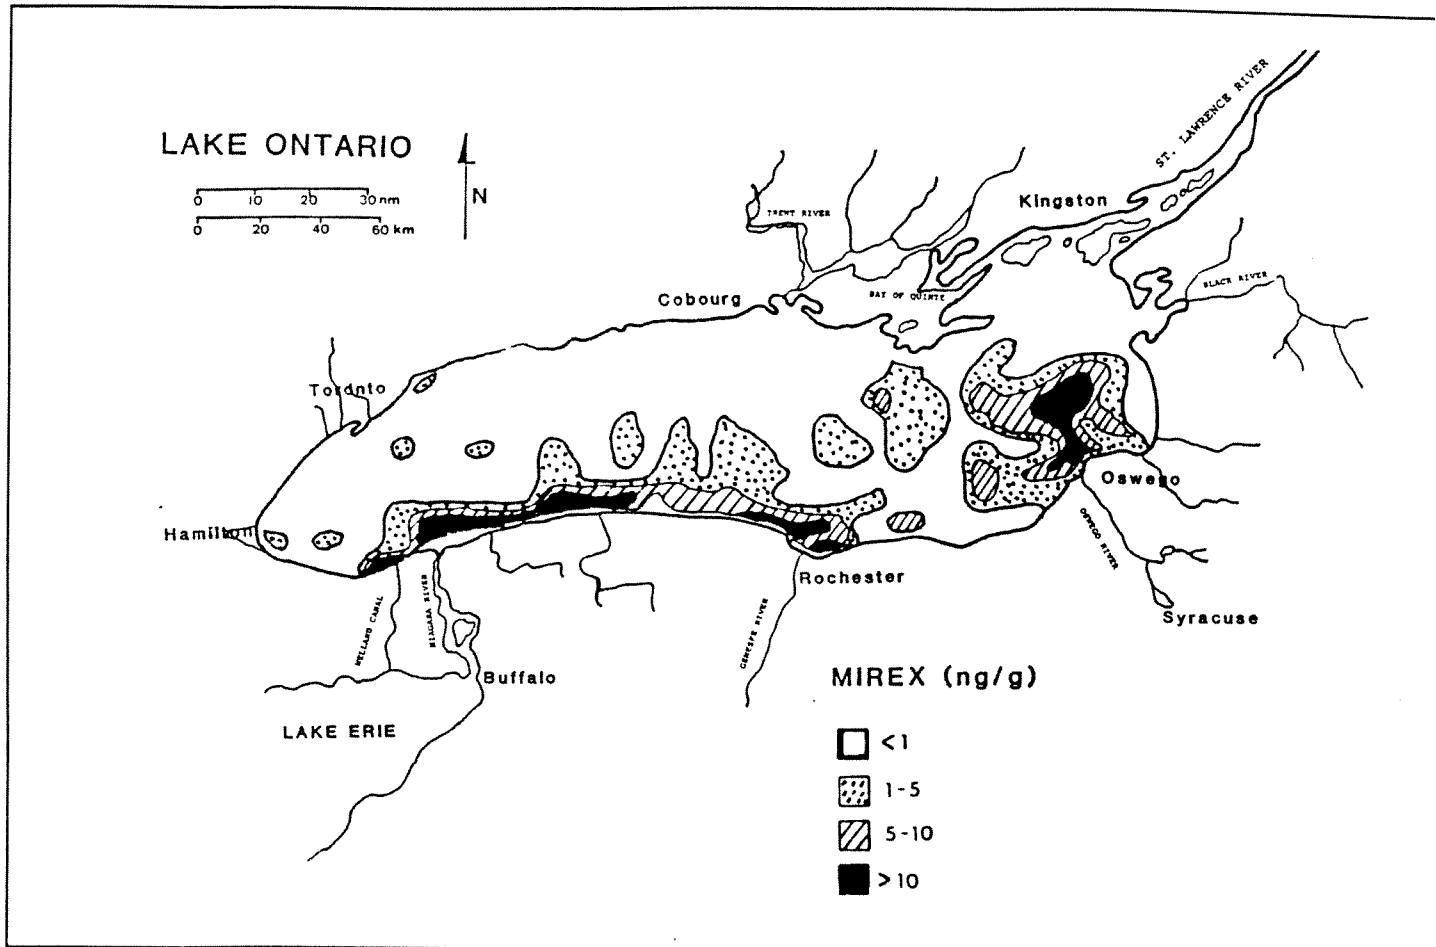 LAKE ONTARIO
N
0 10 20 30 nm
0 20 40 60 km
ST. LAWRENCE RIVER
Kingston
TRENT RIVER
BLACK RIVER
BAY OF QUINTE
Cobourg
Toronto
Oswego
Hamilton
OSWEGO RIVER
Rochester
WELLAND CANAL
NIAGARA RIVER
GENESEE RIVER
Syracuse
Buffalo
LAKE ERIE
MIREX (ng/g)
<1
1-5
5-10
>10